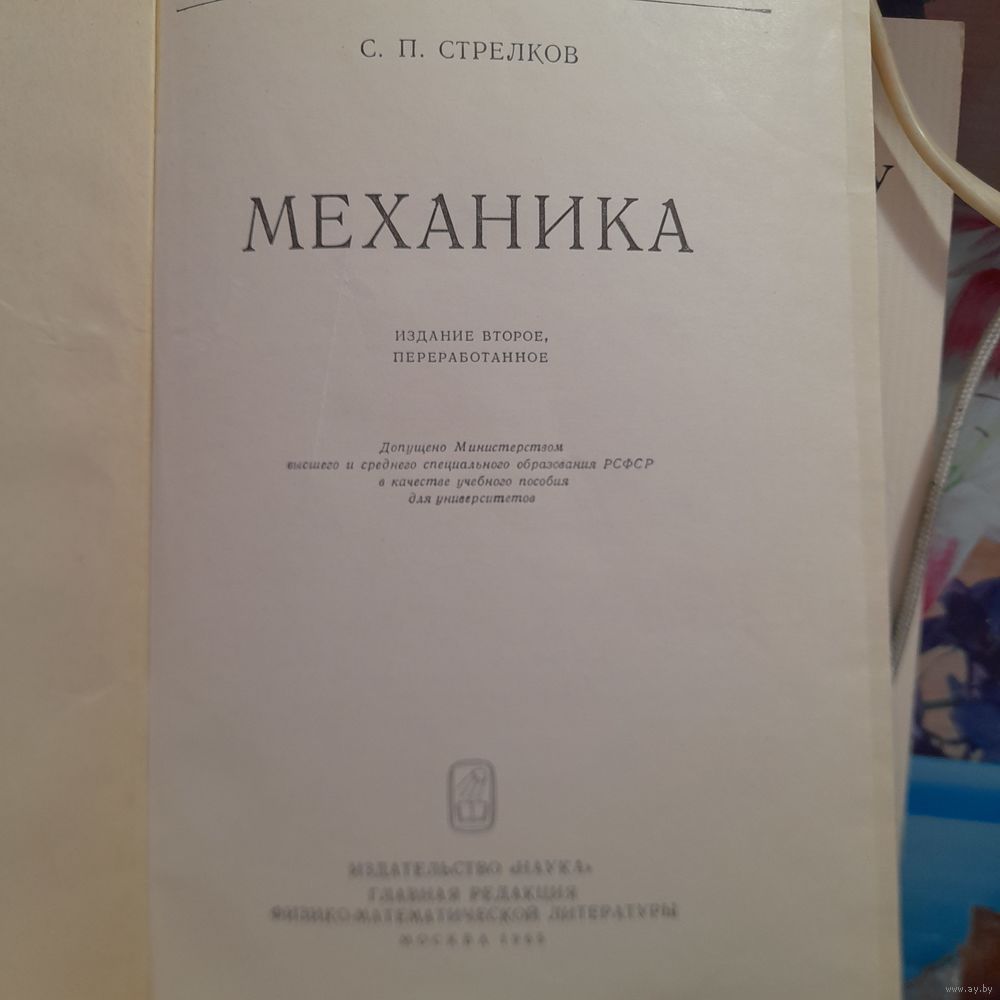 С. П. СТРЕЛКОВ
МЕХАНИКА
ИЗДАНИЕ ВТОРОЕ,
ПЕРЕРАБОТАННОЕ
Допущено Министерством
высшего и среднего специального образования РСФСР
в качестве учебного пособия
для университетов
ИЗДАТЕЛЬСТВО «НАУКА»
ГЛАВНАЯ РЕДАКЦИЯ
ФИЗИКО-МАТЕМАТИЧЕСКОЙ ЛИТЕРАТУРЫ
МОСКВА
У
www.ay.by